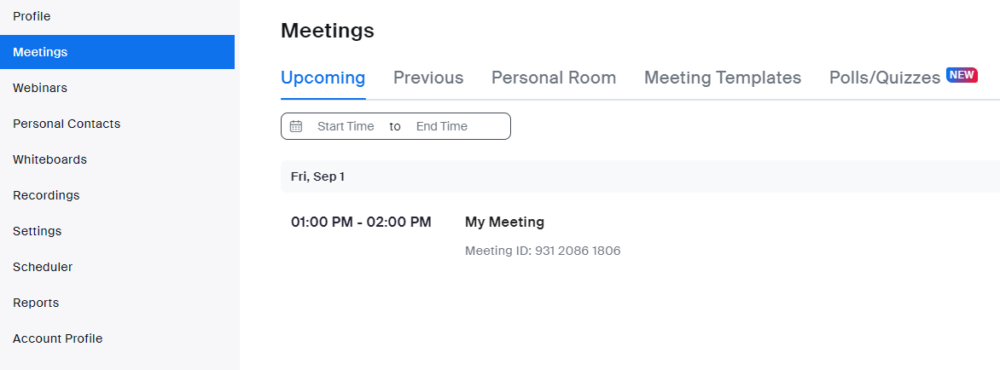 Profile
Meetings
Webinars
Personal Contacts
Whiteboards
Recordings
Settings
Scheduler
Reports
Account Profile
Meetings
Upcoming Previous Personal Room Meeting Templates Polls/Quizzes NEW
Start Time to End Time
Fri, Sep 1
01:00 PM - 02:00 PM My Meeting
Meeting ID: 931 2086 1806